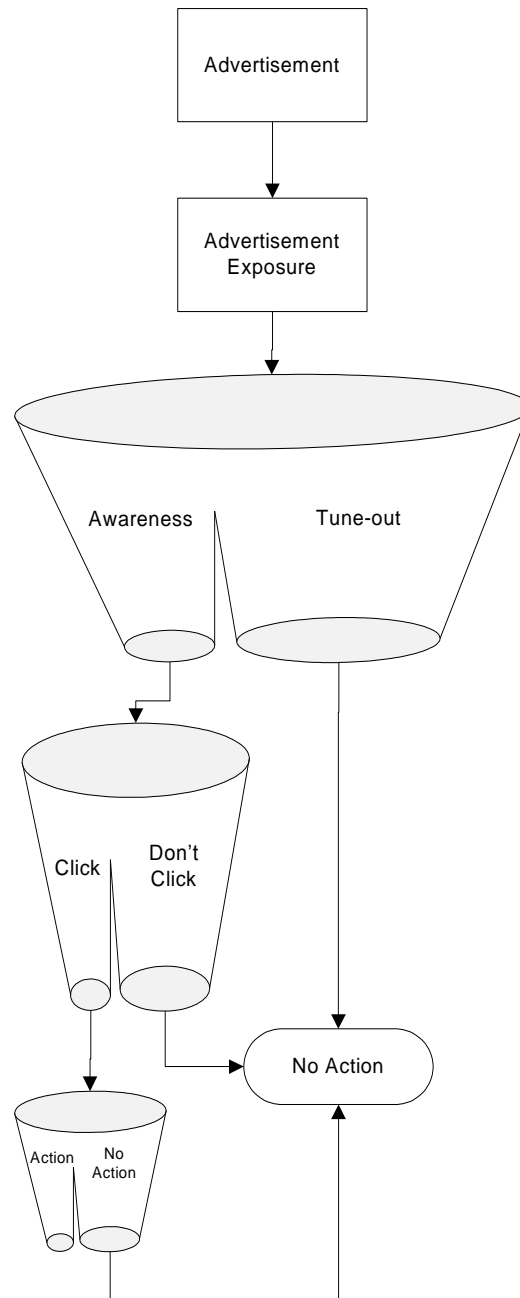 Advertisement
Advertisement
Exposure
Awareness
Tune-out
Click
Don't
Click
No Action
Action
No
Action